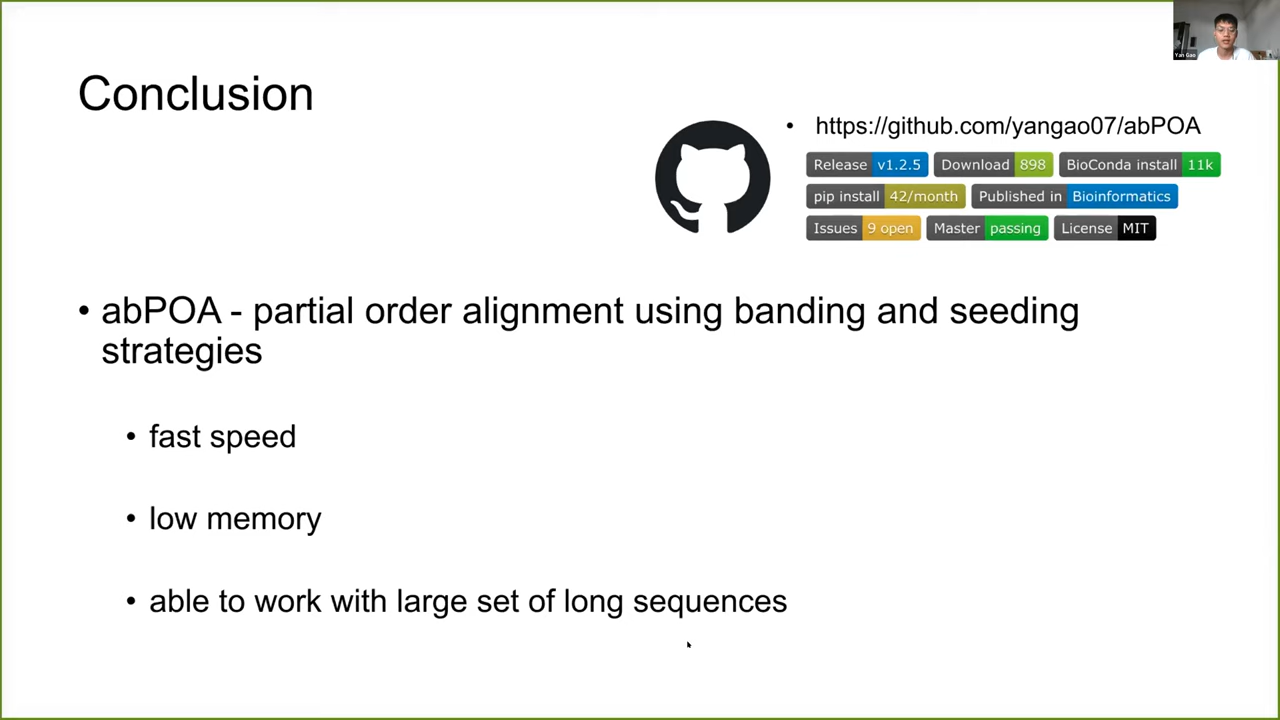 Conclusion
• https://github.com/yangao07/abPOA
Release v1.2.5 Download 898 BioConda install 11k
pip install 42/month Published in Bioinformatics
Issues 9 open Master passing License MIT
• abPOA - partial order alignment using banding and seeding
strategies
• fast speed
• low memory
• able to work with large set of long sequences
Yan Gao